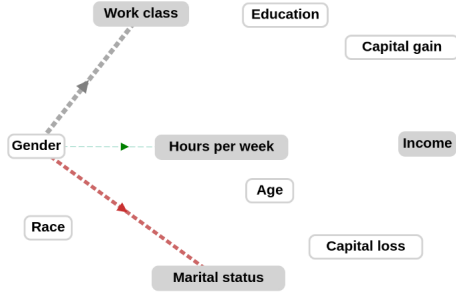 Work class
Education
Capital gain
Gender
Hours per week
Income
Age
Race
Capital loss
Marital status